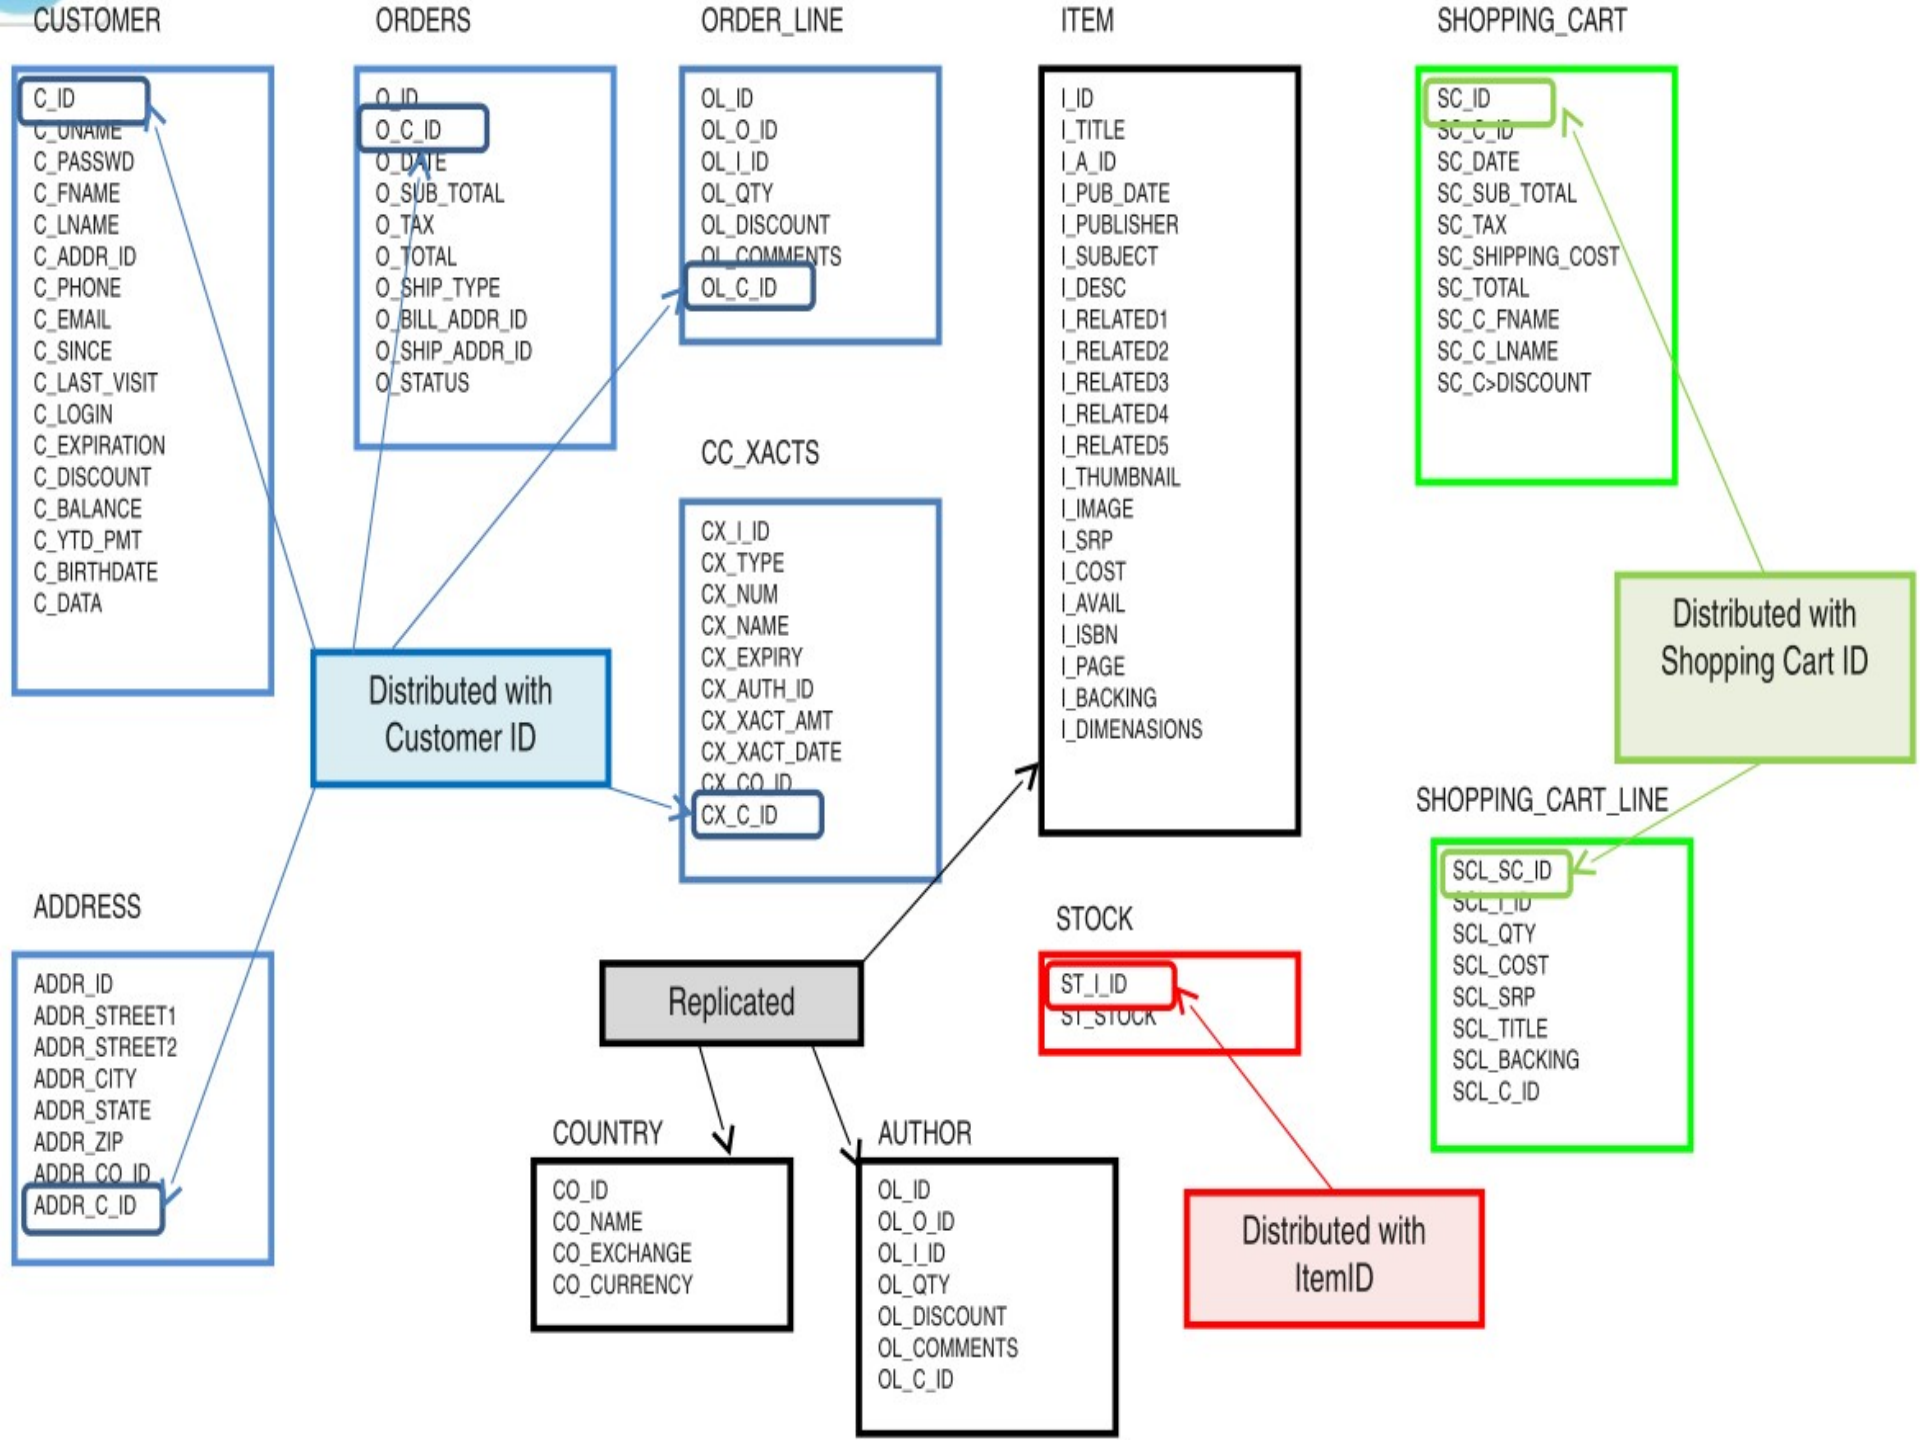 CUSTOMER
C_ID
C_UNAME
C_PASSWD
C_FNAME
C_LNAME
C_ADDR_ID
C_PHONE
C_EMAIL
C_SINCE
C_LAST_VISIT
C_LOGIN
C_EXPIRATION
C_DISCOUNT
C_BALANCE
C_YTD_PMT
C_BIRTHDATE
C_DATA
ORDERS
O_ID
O_C_ID
O_DATE
O_SUB_TOTAL
O_TAX
O_TOTAL
O_SHIP_TYPE
O_BILL_ADDR_ID
O_SHIP_ADDR_ID
O_STATUS
ORDER_LINE
OL_ID
OL_O_ID
OL_I_ID
OL_QTY
OL_DISCOUNT
OL_COMMENTS
OL_C_ID
CC_XACTS
CX_I_ID
CX_TYPE
CX_NUM
CX_NAME
CX_EXPIRY
CX_AUTH_ID
CX_XACT_AMT
CX_XACT_DATE
CX_CO_ID
CX_C_ID
ITEM
I_ID
I_TITLE
I_A_ID
I_PUB_DATE
I_PUBLISHER
I_SUBJECT
I_DESC
I_RELATED1
I_RELATED2
I_RELATED3
I_RELATED4
I_RELATED5
I_THUMBNAIL
I_IMAGE
I_SRP
I_COST
I_AVAIL
I_ISBN
I_PAGE
I_BACKING
I_DIMENASIONS
SHOPPING_CART
SC_ID
SC_C_ID
SC_DATE
SC_SUB_TOTAL
SC_TAX
SC_SHIPPING_COST
SC_TOTAL
SC_C_FNAME
SC_C_LNAME
SC_C>DISCOUNT
Distributed with
Customer ID
Distributed with
Shopping Cart ID
SHOPPING_CART_LINE
SCL_SC_ID
SCL_I_ID
SCL_QTY
SCL_COST
SCL_SRP
SCL_TITLE
SCL_BACKING
SCL_C_ID
ADDRESS
ADDR_ID
ADDR_STREET1
ADDR_STREET2
ADDR_CITY
ADDR_STATE
ADDR_ZIP
ADDR_CO_ID
ADDR_C_ID
Replicated
STOCK
ST_I_ID
ST_STOCK
COUNTRY
CO_ID
CO_NAME
CO_EXCHANGE
CO_CURRENCY
AUTHOR
OL_ID
OL_O_ID
OL_I_ID
OL_QTY
OL_DISCOUNT
OL_COMMENTS
OL_C_ID
Distributed with
ItemID